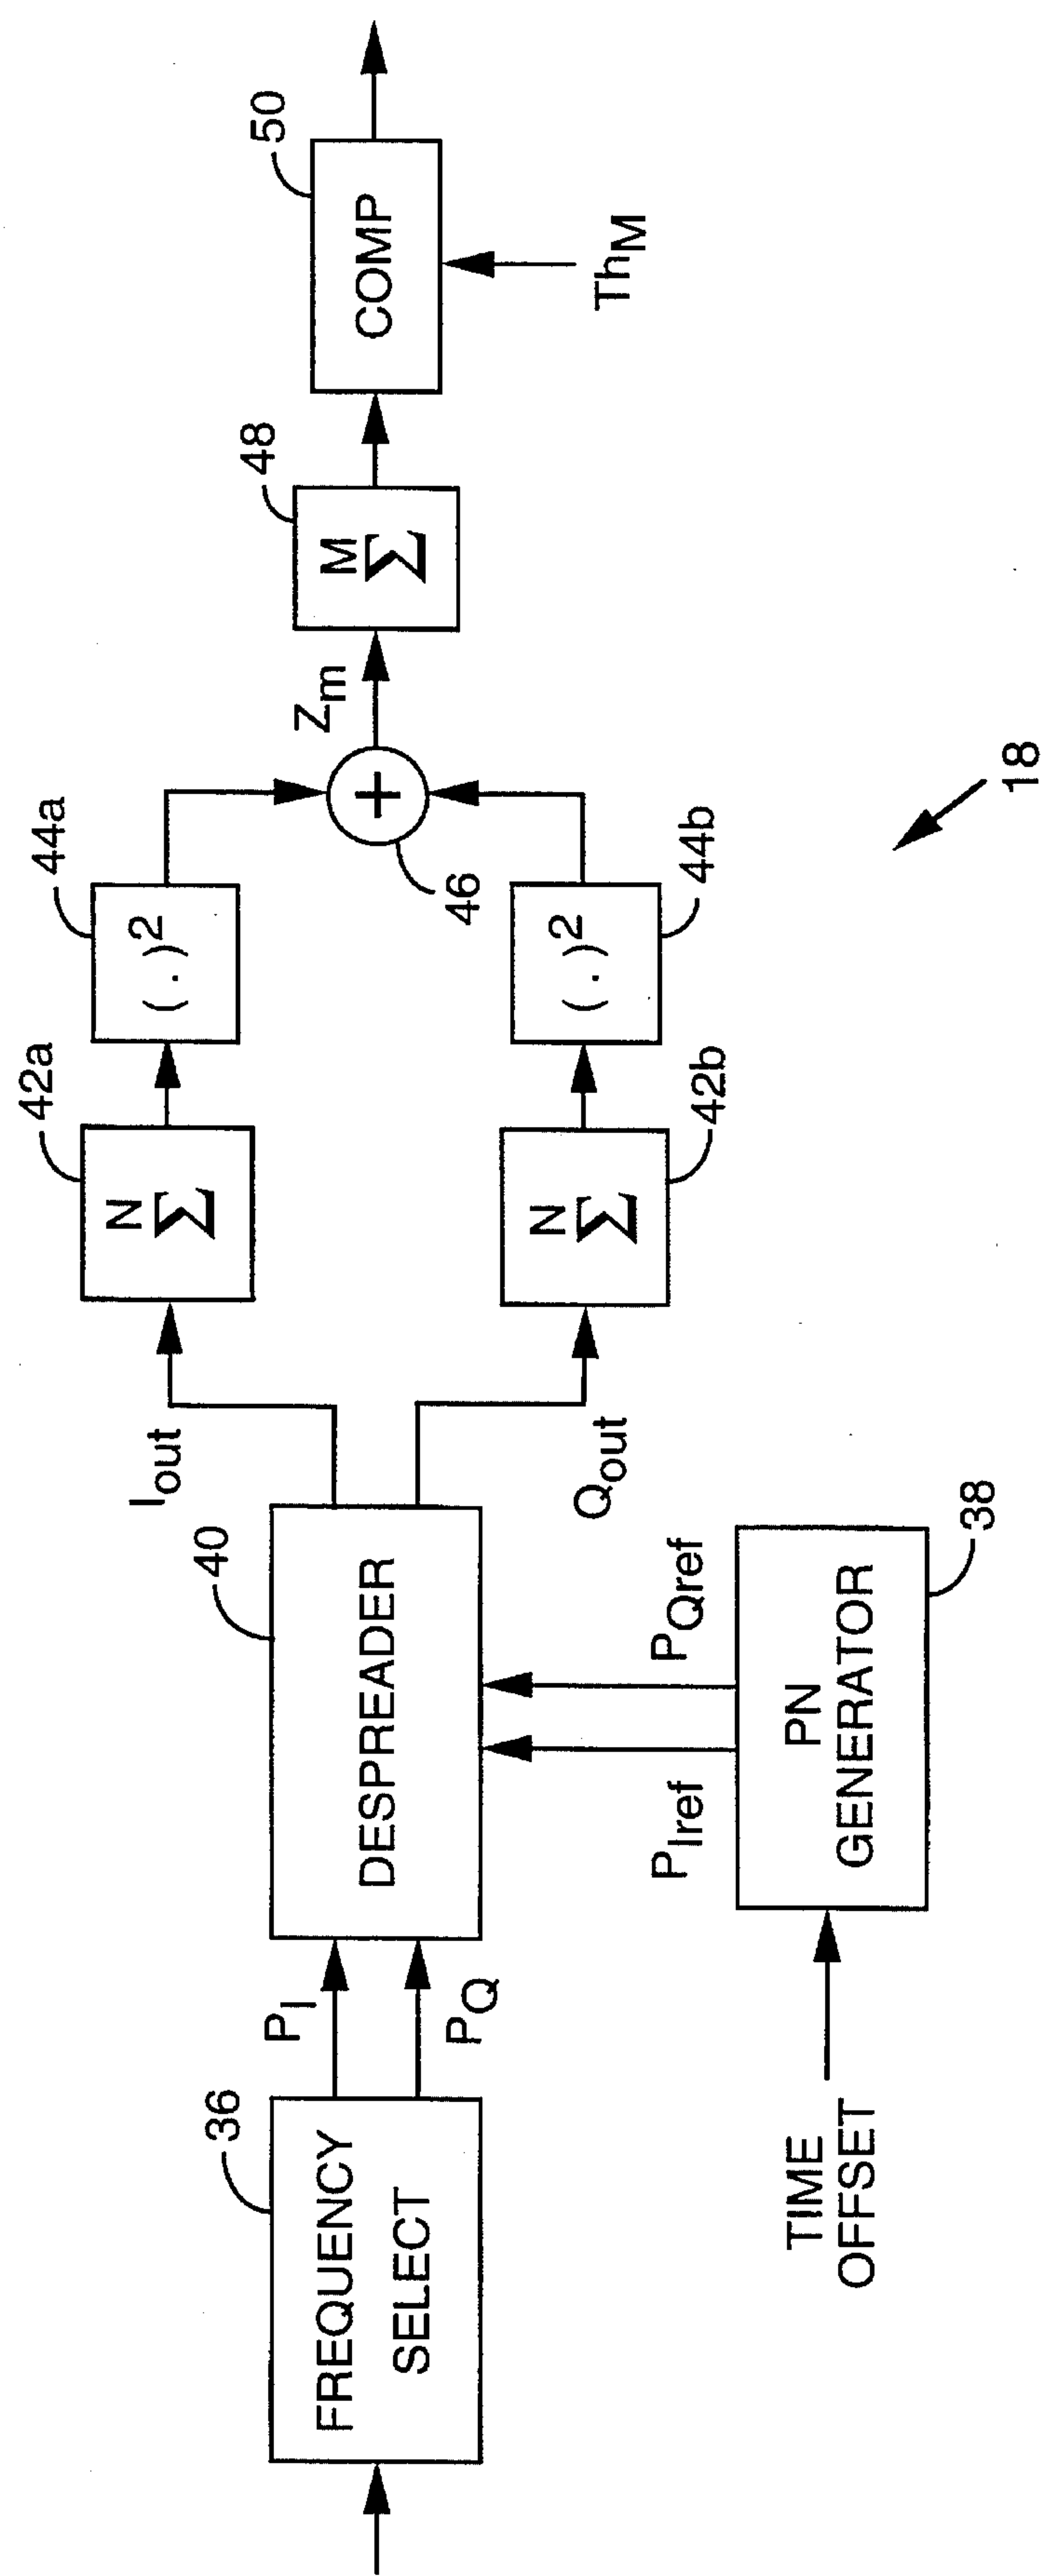 36
FREQUENCY
SELECT
P_I
P_Q
TIME
OFFSET
PN
GENERATOR
38
P_Iref
P_Qref
40
DESPREADER
I_out
Q_out
42a
N
Σ
42b
N
Σ
44a
(.)²
44b
(.)²
46
+
Z_m
48
M
Σ
50
COMP
Th_M
18